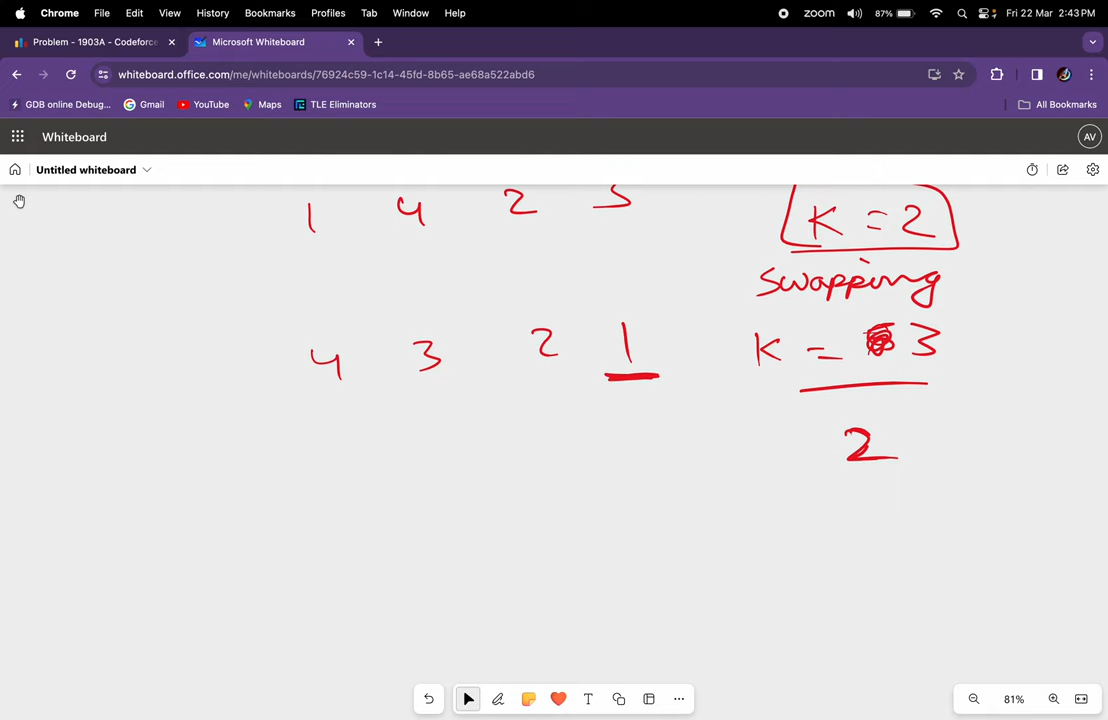 Chrome File Edit View History Bookmarks Profiles Tab Window Help zoom 87% Fri 22 Mar 2:43 PM
Problem - 1903A - Codeforce Microsoft Whiteboard
whiteboard.office.com/me/whiteboards/76924c59-1c14-45fd-8b65-ae68a522abd6
GDB online Debug... Gmail YouTube Maps TLE Eliminators All Bookmarks
Whiteboard AV
Untitled whiteboard
1 4 2 3 K = 2
swapping
4 3 2 1 K = 3
2
81%